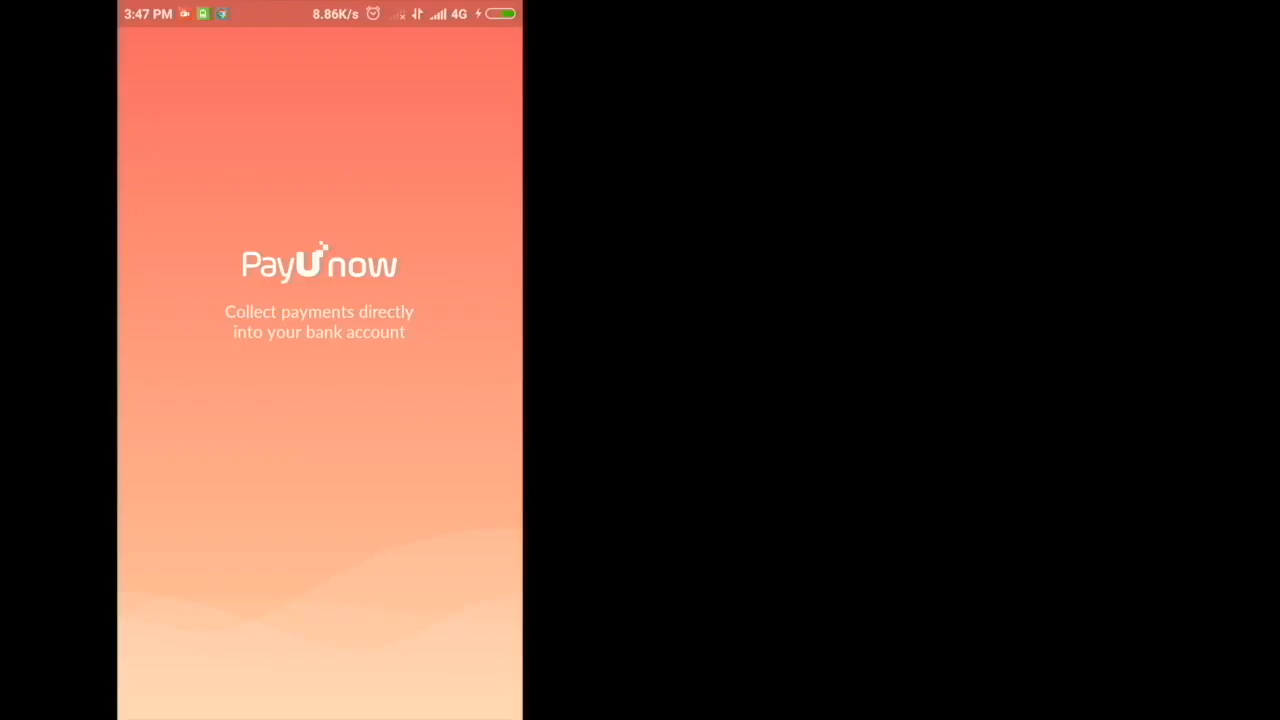 3:47 PM 8.86K/s 4G
PayUnow
Collect payments directly
into your bank account